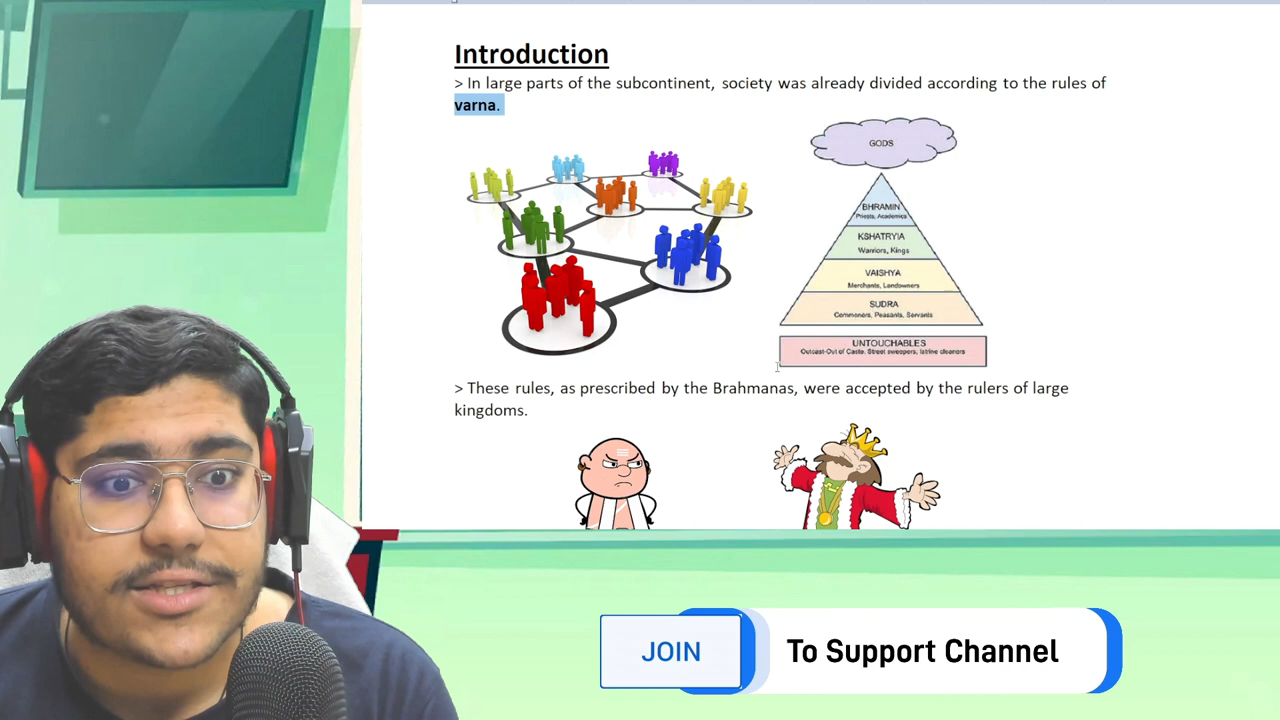 Introduction
> In large parts of the subcontinent, society was already divided according to the rules of
varna.
GODS
BHRAMIN
Priests, Academics
KSHATRYIA
Warriors, Kings
VAISHYA
Merchants, Landowners
SUDRA
Commoners, Peasants, Servants
UNTOUCHABLES
Outcast-Out of Caste. Street sweepers, latrine cleaners
> These rules, as prescribed by the Brahmanas, were accepted by the rulers of large
kingdoms.
JOIN
To Support Channel